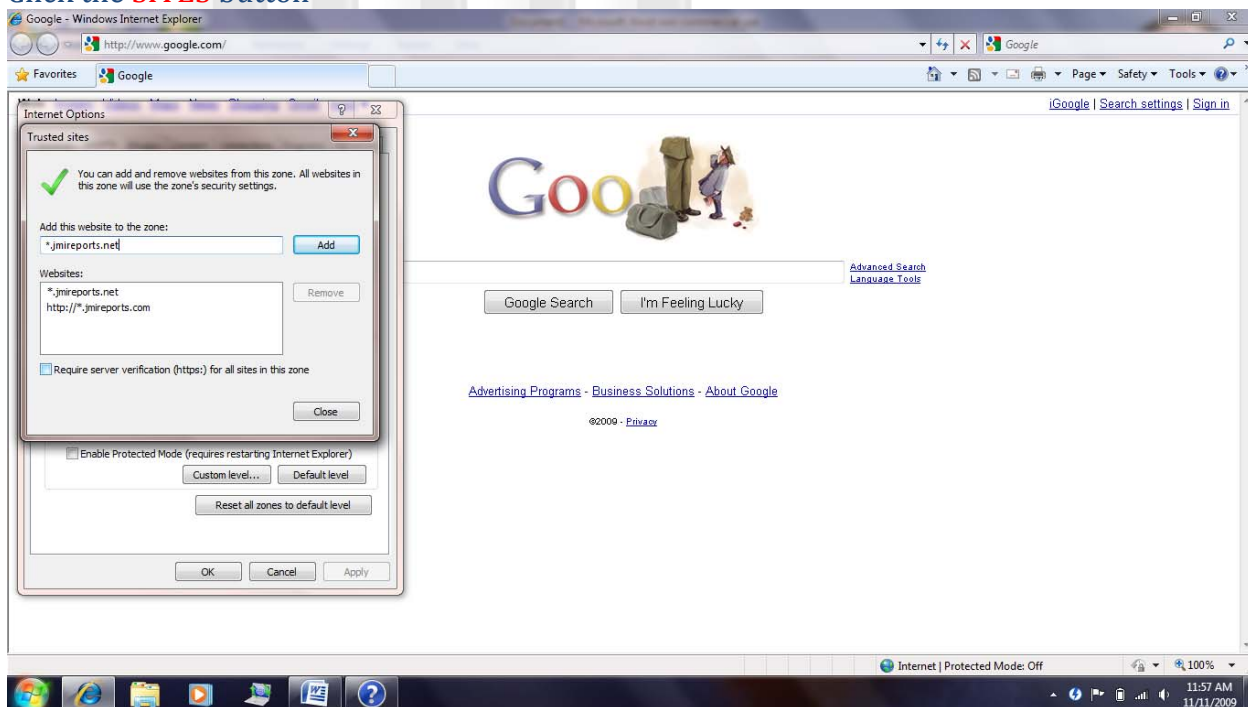 Click the SITES button
Google - Windows Internet Explorer
http://www.google.com/
Google
Favorites
Google
Page
Safety
Tools
iGoogle | Search settings | Sign in
Internet Options
Trusted sites
You can add and remove websites from this zone. All websites in
this zone will use the zone's security settings.
Add this website to the zone:
*.jmireports.net
Add
Websites:
*.jmireports.net
http://*.jmireports.com
Remove
Require server verification (https:) for all sites in this zone
Close
Enable Protected Mode (requires restarting Internet Explorer)
Custom level...
Default level
Reset all zones to default level
OK
Cancel
Apply
Goo
Advanced Search
Language Tools
Google Search
I'm Feeling Lucky
Advertising Programs - Business Solutions - About Google
©2009 - Privacy
Internet | Protected Mode: Off
100%
11:57 AM
11/11/2009